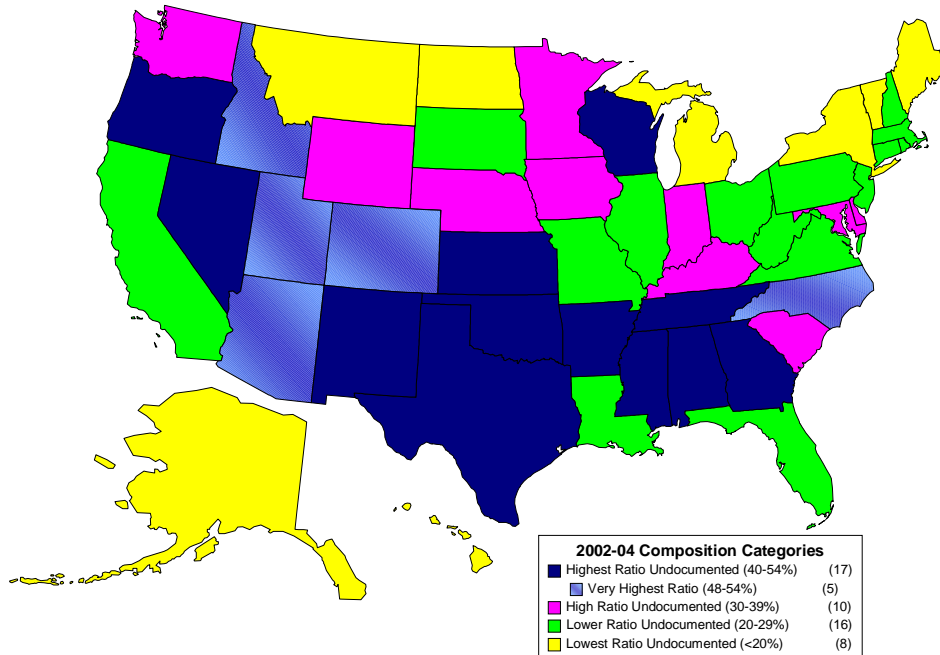 2002-04 Composition Categories
Highest Ratio Undocumented (40-54%) (17)
Very Highest Ratio (48-54%) (5)
High Ratio Undocumented (30-39%) (10)
Lower Ratio Undocumented (20-29%) (16)
Lowest Ratio Undocumented (<20%) (8)